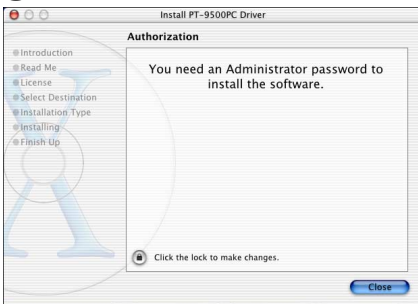 Install PT-9500PC Driver
Authorization
Introduction
Read Me
License
Select Destination
Installation Type
Installing
Finish Up
You need an Administrator password to
install the software.
Click the lock to make changes.
Close